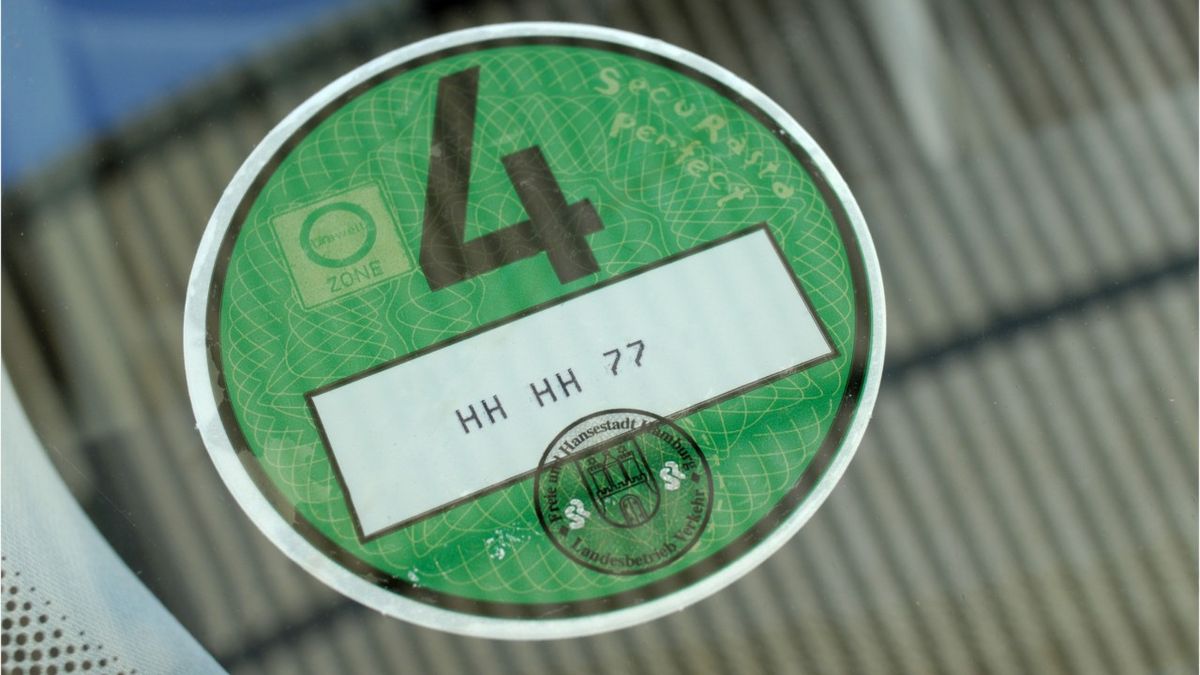 4
SecuRasta
perfect
Umwelt
ZONE
HH HH 77
Freie und Hansestadt Hamburg
Landesbetrieb Verkehr